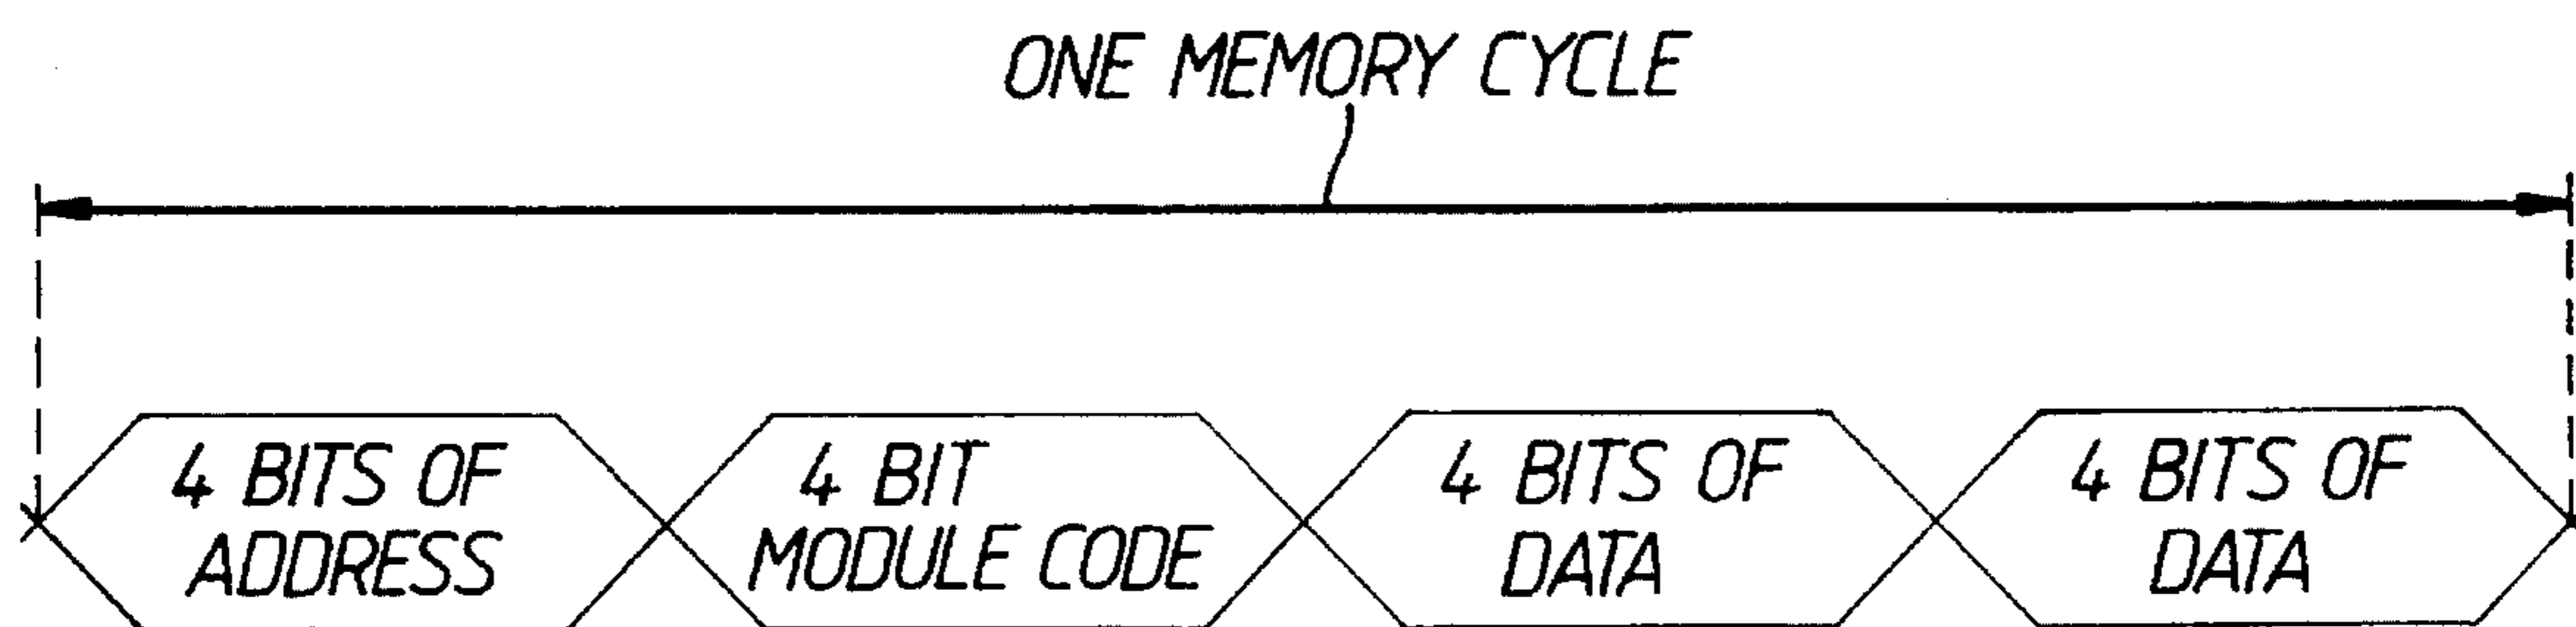 ONE MEMORY CYCLE
4 BITS OF
ADDRESS
4 BIT
MODULE CODE
4 BITS OF
DATA
4 BITS OF
DATA